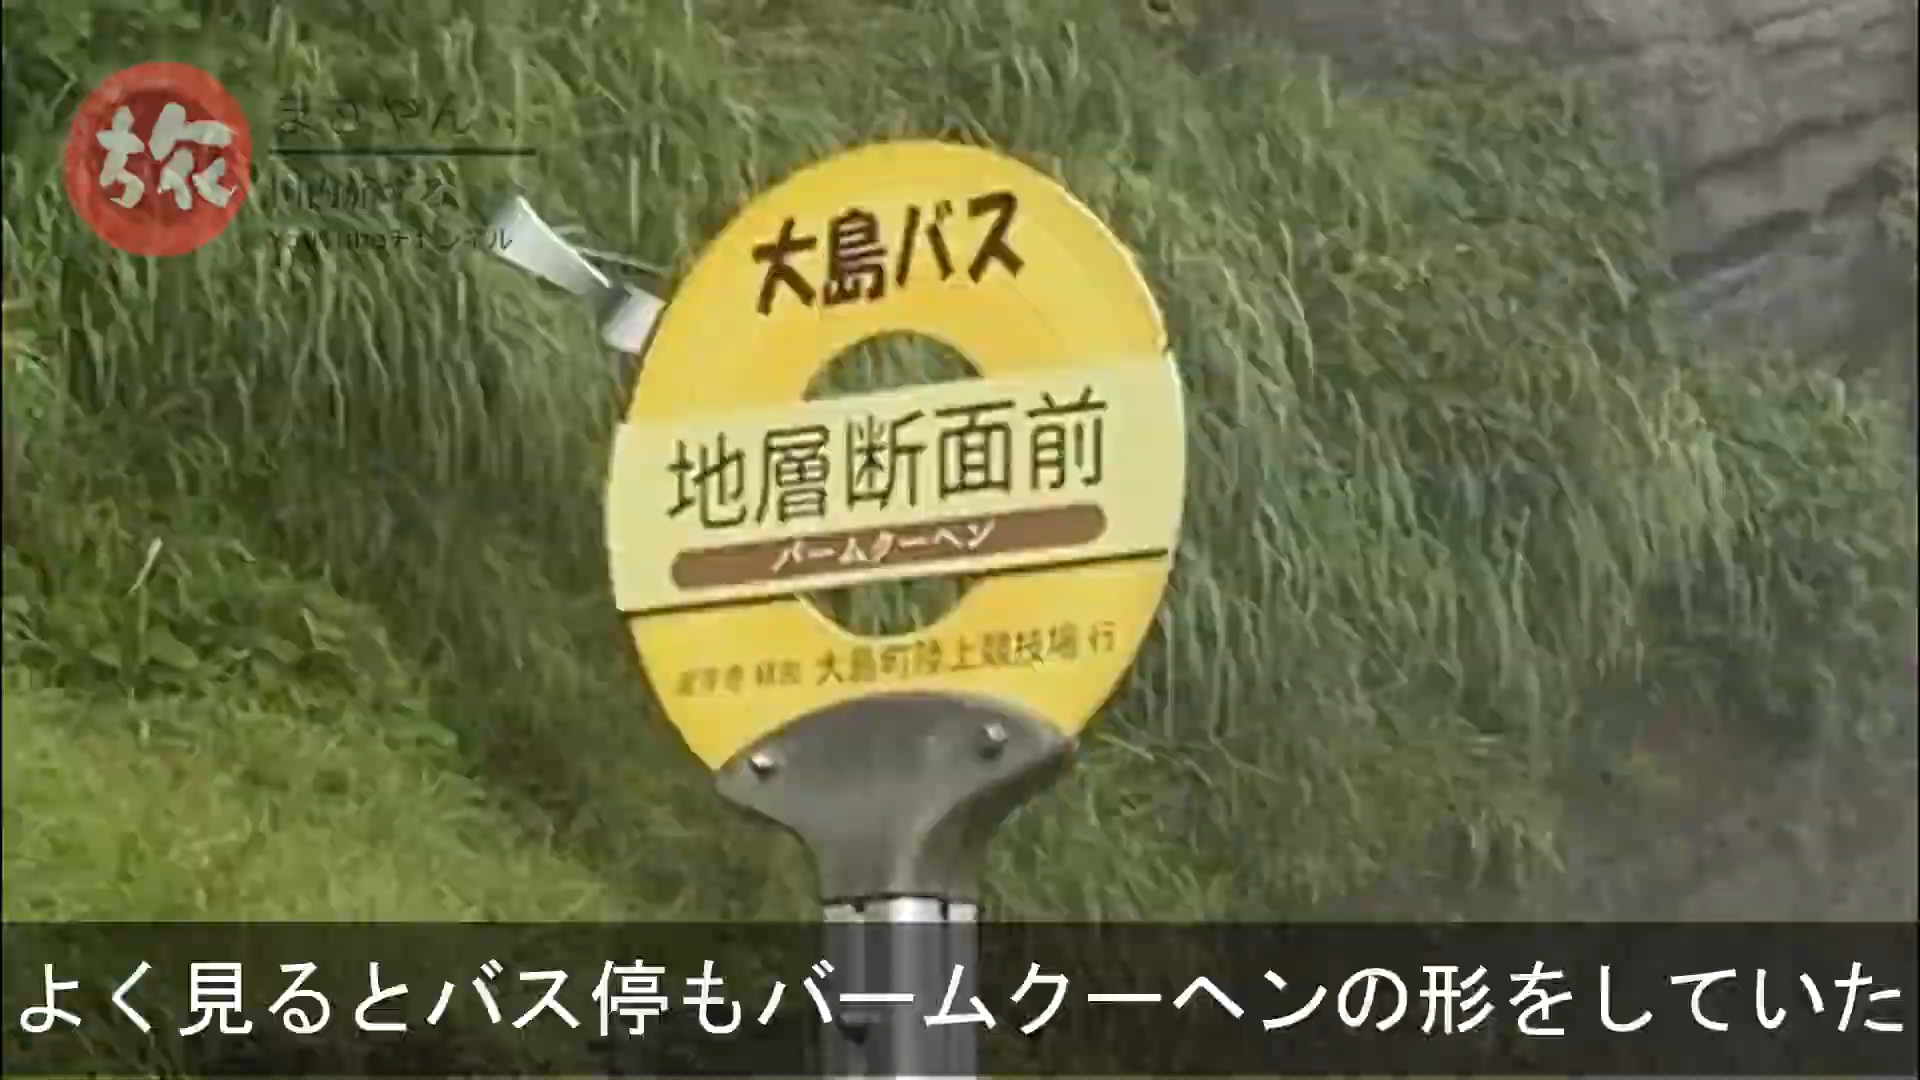 旅
大島バス
地層断面前
バームクーヘン
大島町陸上競技場 行
よく見るとバス停もバームクーヘンの形をしていた